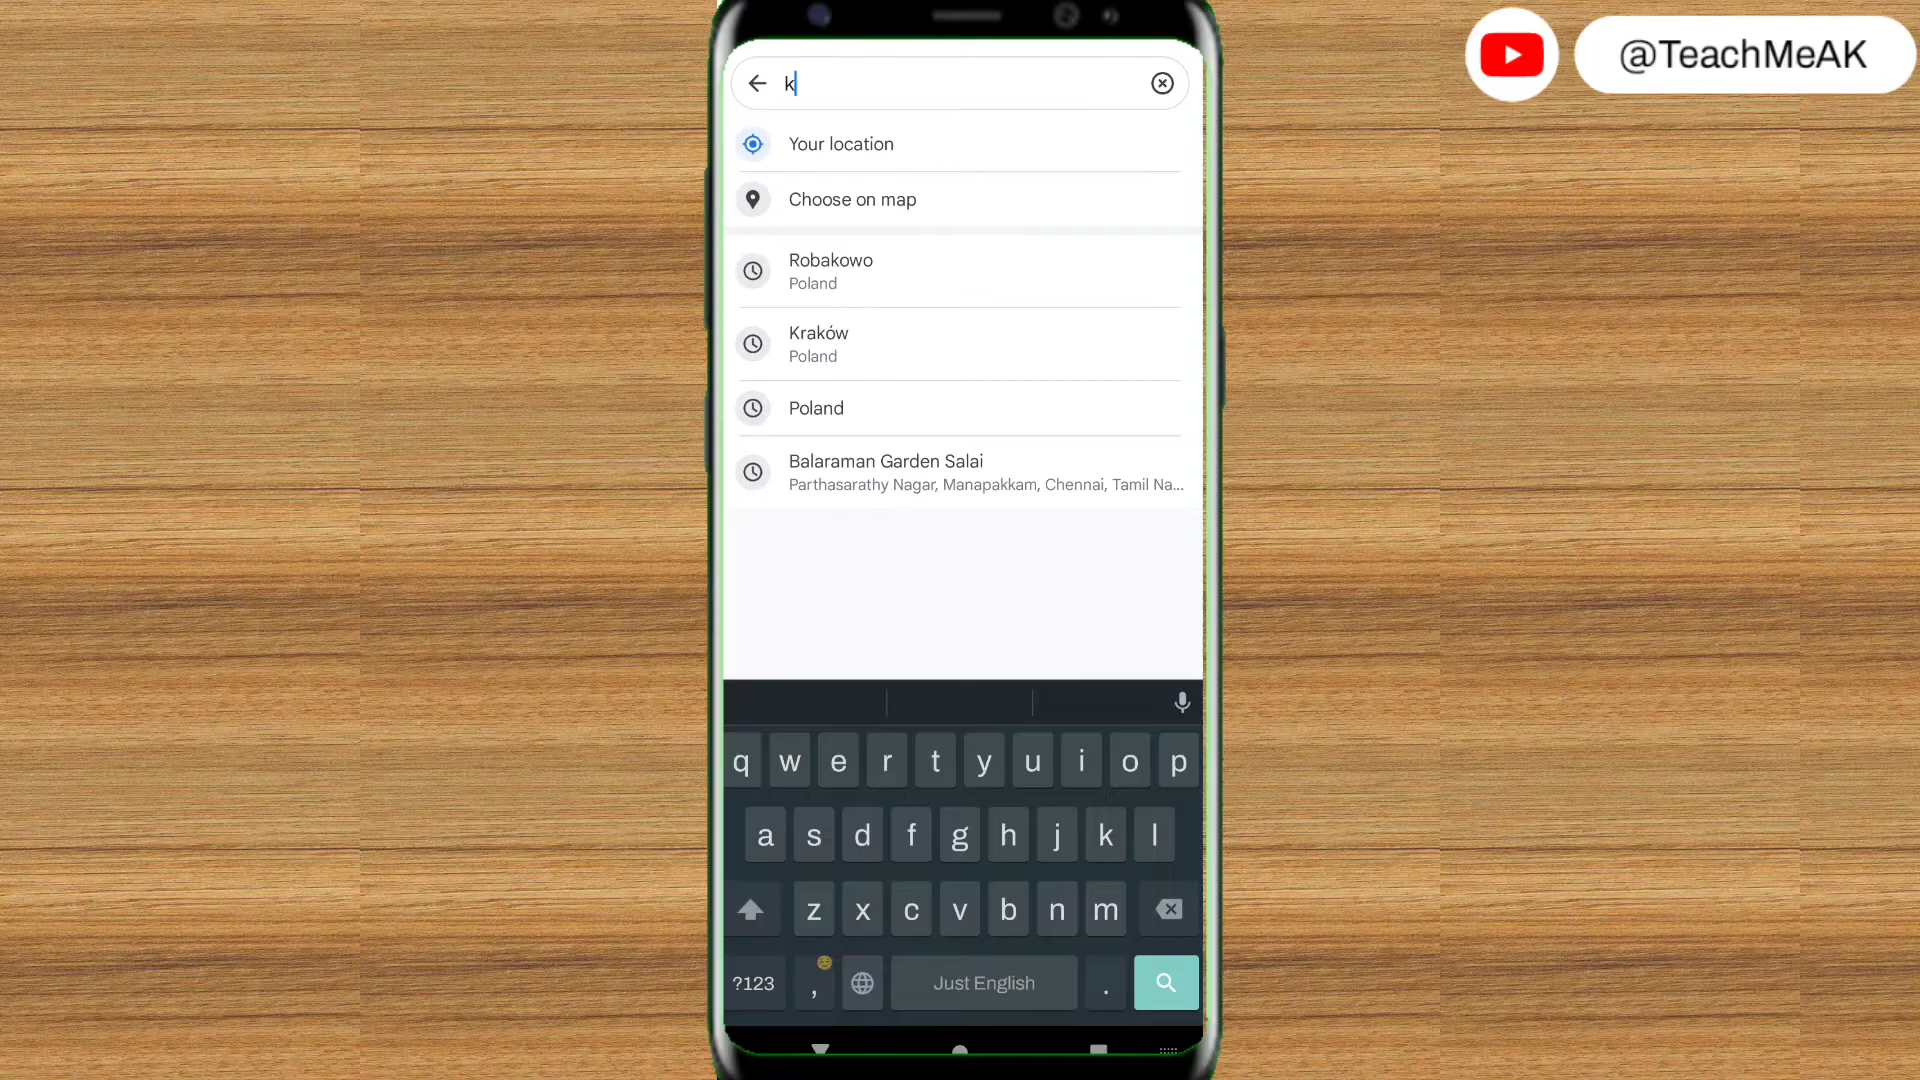 @TeachMeAK
k
Your location
Choose on map
Robakowo
Poland
Kraków
Poland
Poland
Balaraman Garden Salai
Parthasarathy Nagar, Manapakkam, Chennai, Tamil Na...
q w e r t y u i o p
a s d f g h j k l
z x c v b n m
?123 , Just English .